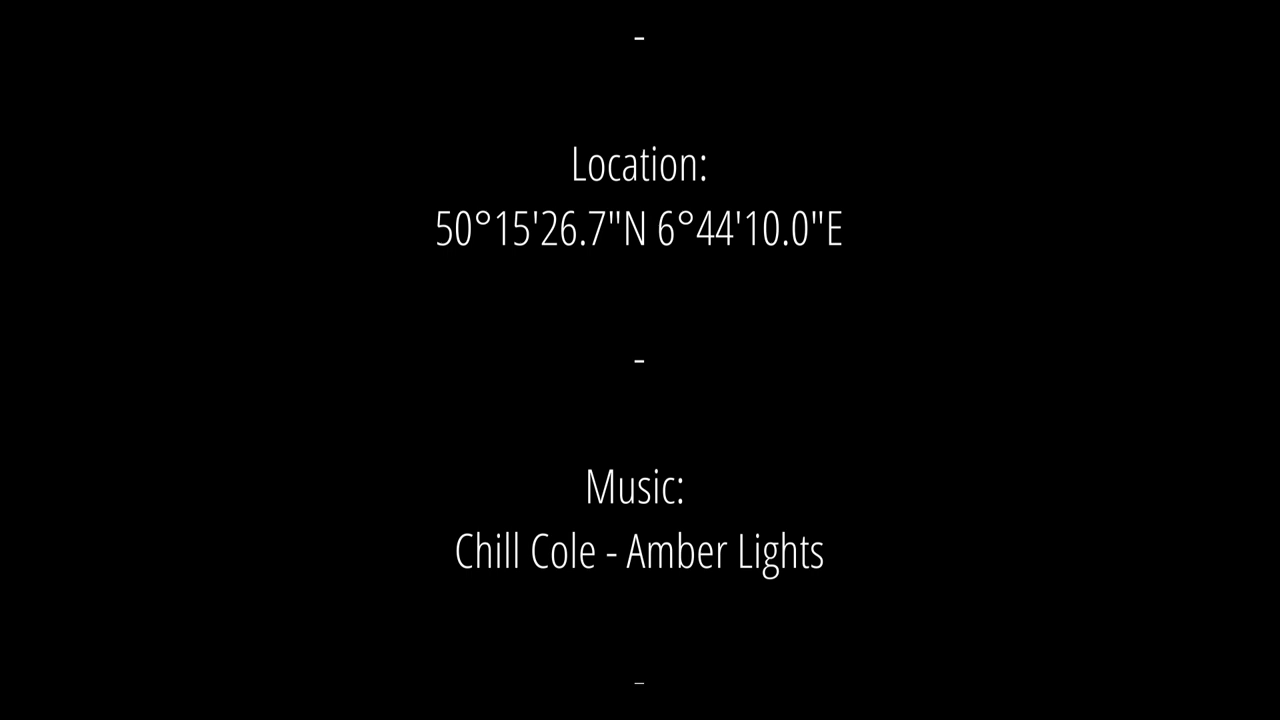 -
Location:
50°15'26.7"N 6°44'10.0"E
-
Music:
Chill Cole - Amber Lights
-